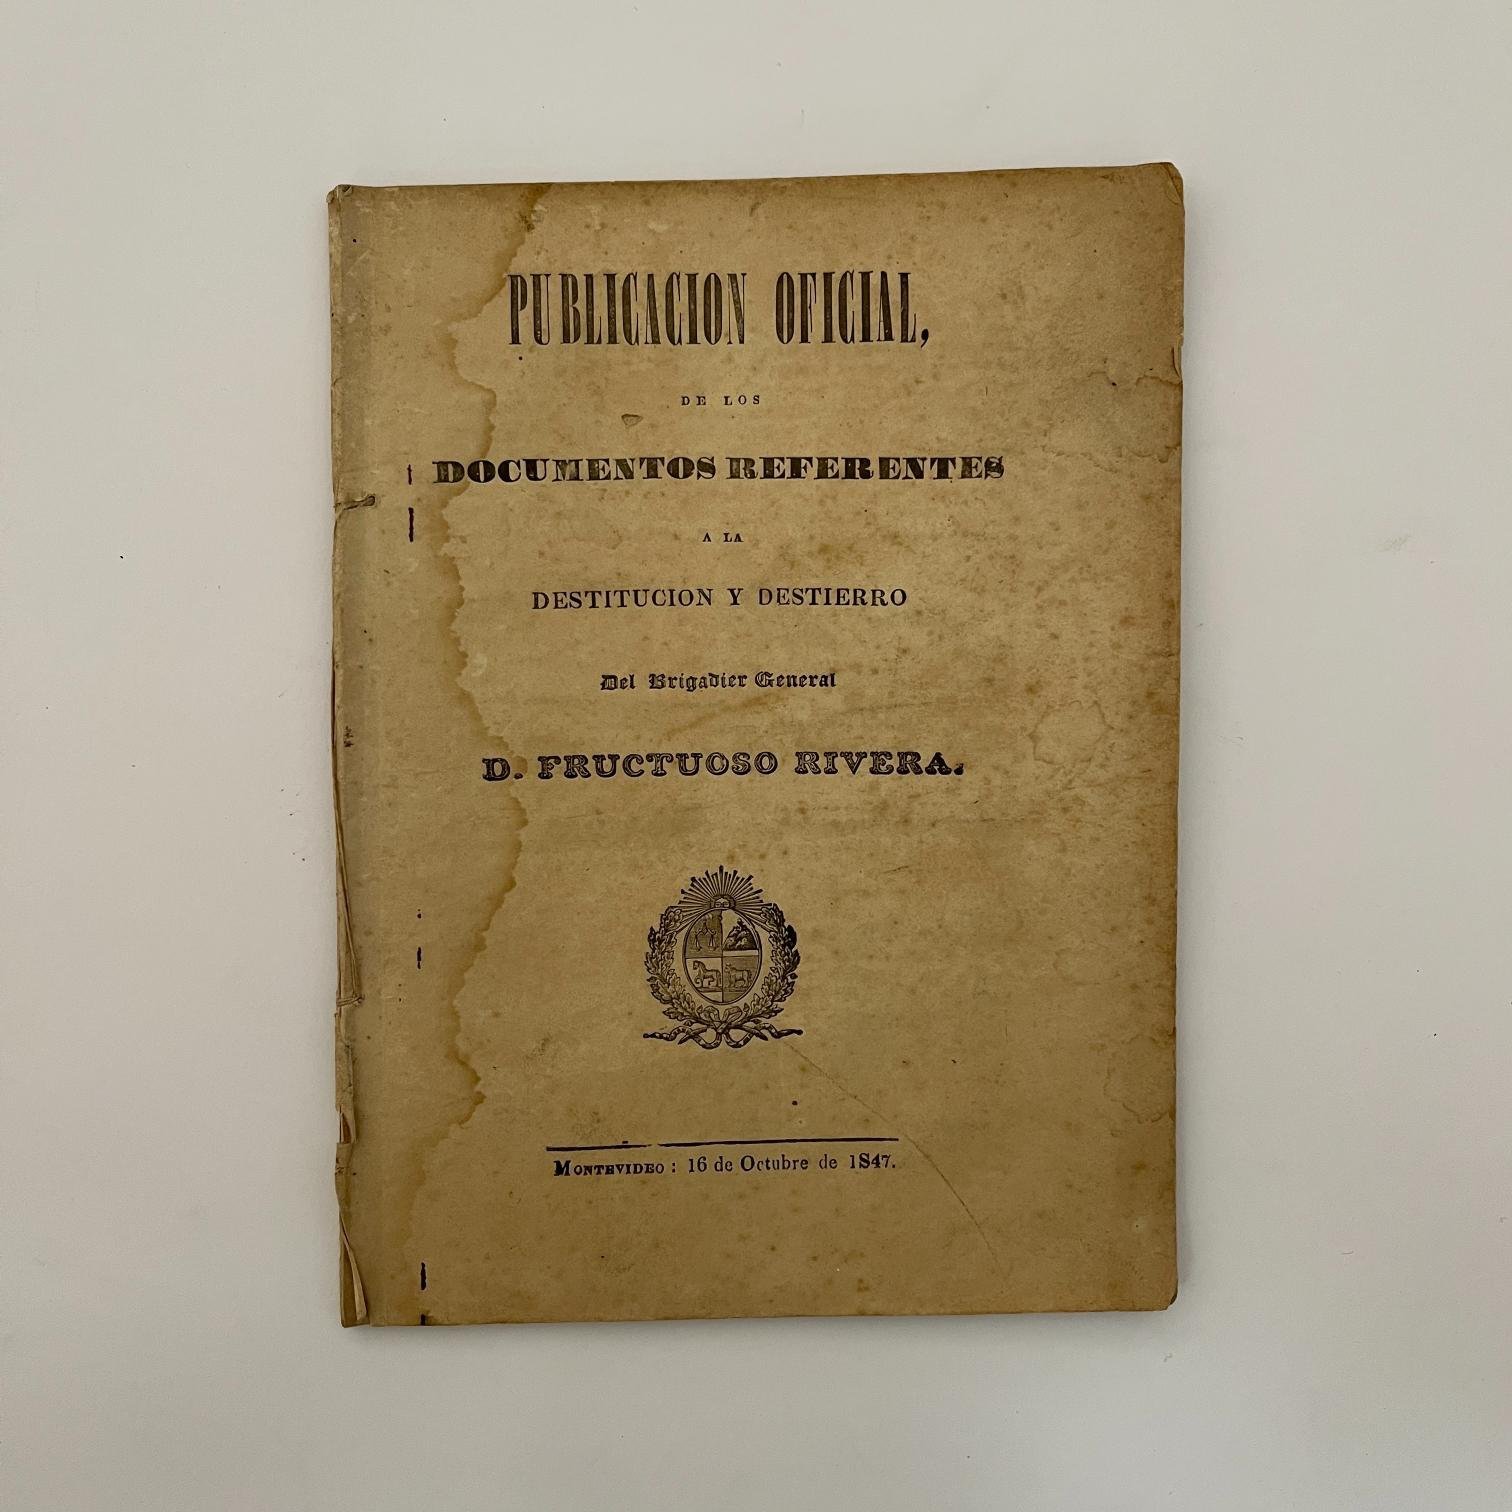 PUBLICACION OFICIAL,
DE LOS
DOCUMENTOS REFERENTES
A LA
DESTITUCION Y DESTIERRO
Del Brigadier General
D. FRUCTUOSO RIVERA.
MONTEVIDEO: 16 de Octubre de 1847.